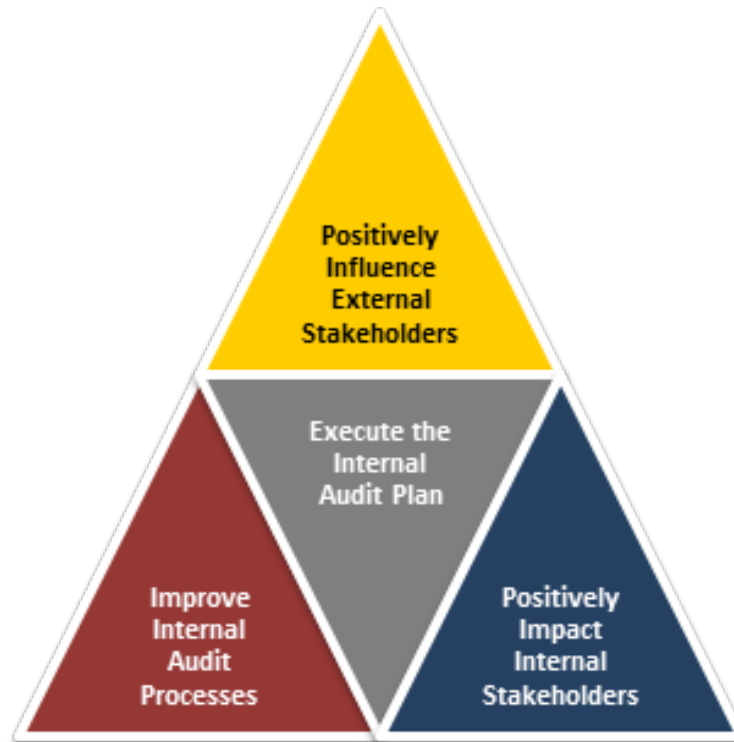 Positively
Influence
External
Stakeholders
Execute the
Internal
Audit Plan
Improve
Internal
Audit
Processes
Positively
Impact
Internal
Stakeholders